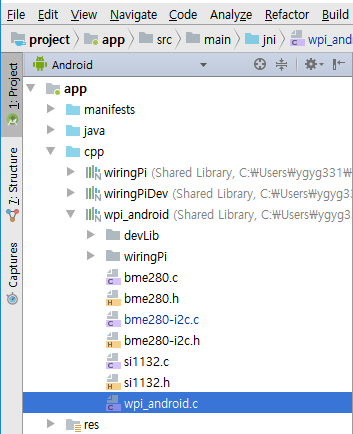 File Edit View Navigate Code Analyze Refactor Build
project app src main jni wpi_and
Android
1: Project
7: Structure
Captures
app
manifests
java
cpp
wiringPi (Shared Library, C:₩Users₩ygyg331₩
wiringPiDev (Shared Library, C:₩Users₩ygyg3
wpi_android (Shared Library, C:₩Users₩ygyg3
devLib
wiringPi
bme280.c
bme280.h
bme280-i2c.c
bme280-i2c.h
si1132.c
si1132.h
wpi_android.c
res